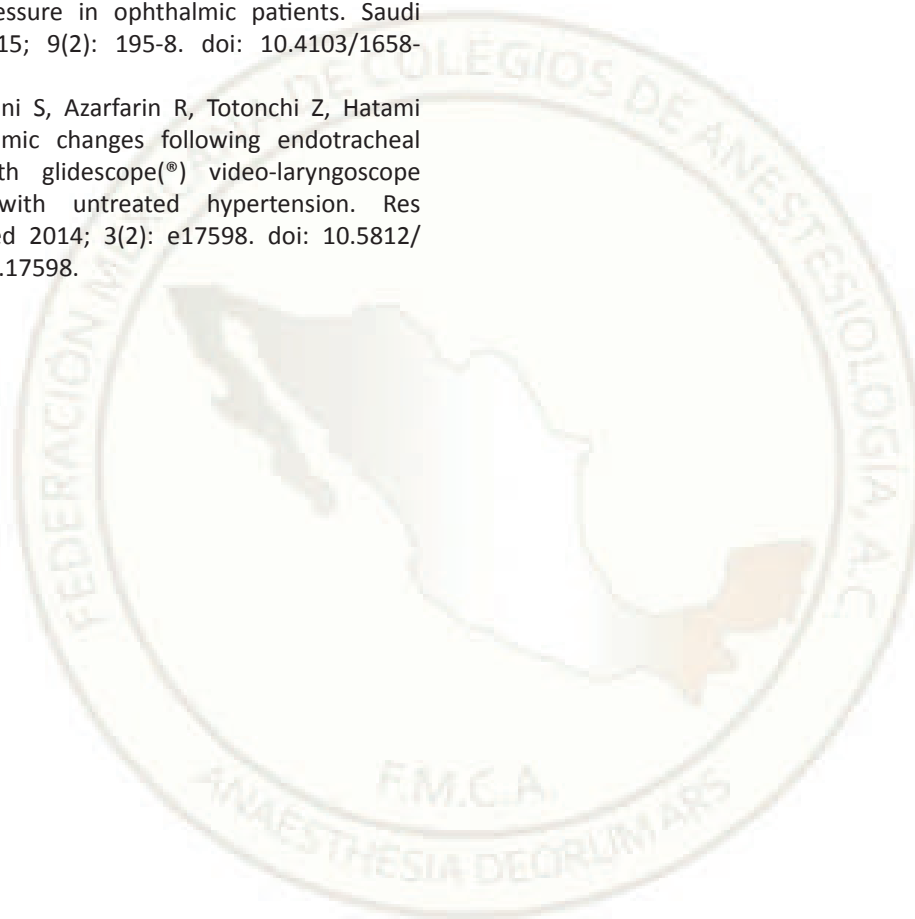 essure in ophthalmic patients. Saudi
15; 9(2): 195-8. doi: 10.4103/1658-
ni S, Azarfarin R, Totonchi Z, Hatami
mic changes following endotracheal
th glidescope(®) video-laryngoscope
with untreated hypertension. Res
ed 2014; 3(2): e17598. doi: 10.5812/
.17598.
FEDERACIÓN MEXICANA DE COLEGIOS DE ANESTESIOLOGÍA, A.C
F.M.C.A.
ANAESTHESIA DEORUM ARS